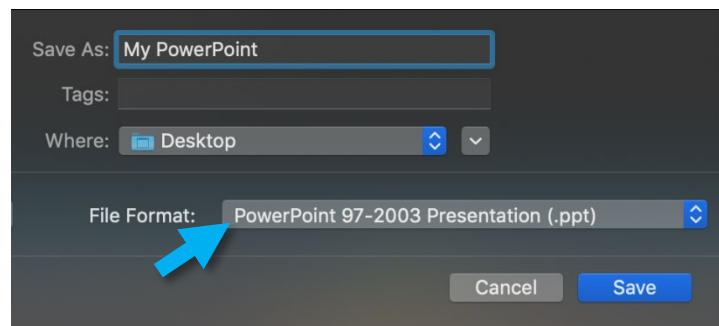 Save As: My PowerPoint
Tags:
Where: Desktop
File Format: PowerPoint 97-2003 Presentation (.ppt)
Cancel Save